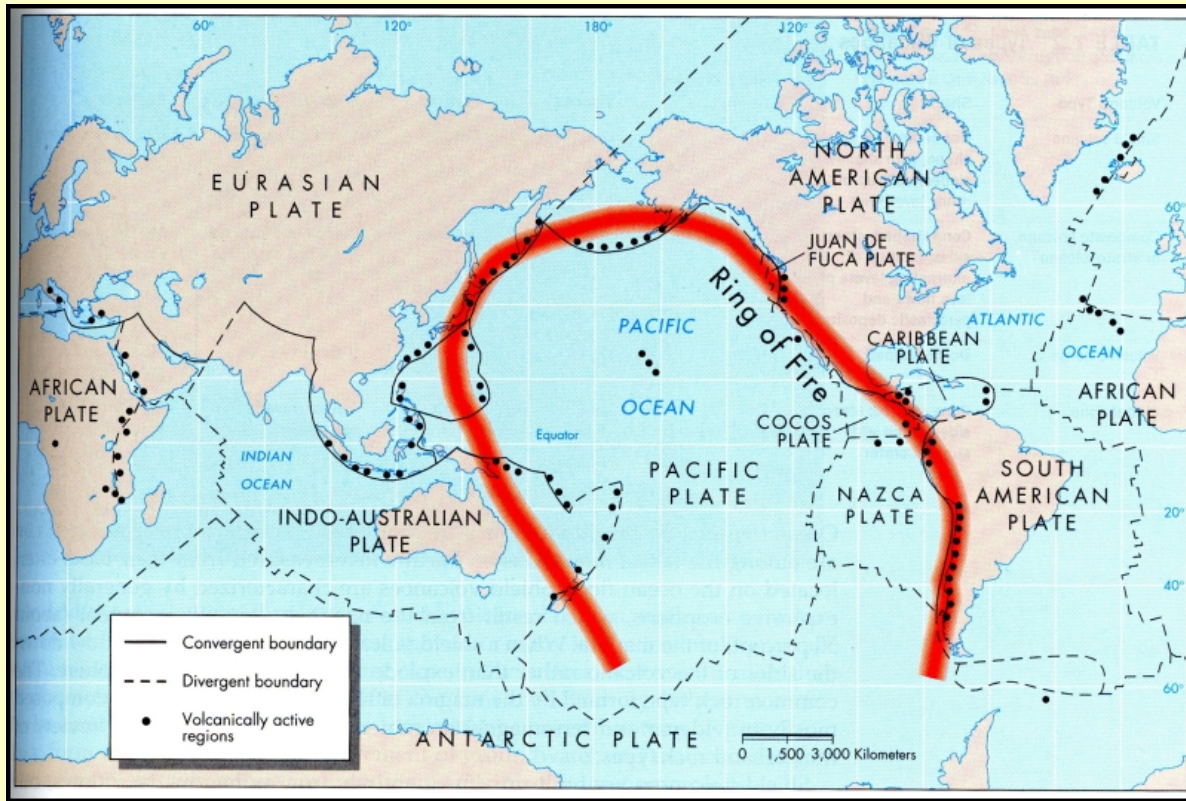 60°
120°
180°
120°
60°
EURASIAN
PLATE
NORTH
AMERICAN
PLATE
60°
JUAN DE
FUCA PLATE
Ring of Fire
PACIFIC
OCEAN
ATLANTIC
OCEAN
CARIBBEAN
PLATE
AFRICAN
PLATE
AFRICAN
PLATE
COCOS
PLATE
Equator
INDIAN
OCEAN
PACIFIC
PLATE
NAZCA
PLATE
SOUTH
AMERICAN
PLATE
INDO-AUSTRALIAN
PLATE
20°
40°
60°
Convergent boundary
Divergent boundary
Volcanically active
regions
ANTARCTIC PLATE
0 1,500 3,000 Kilometers